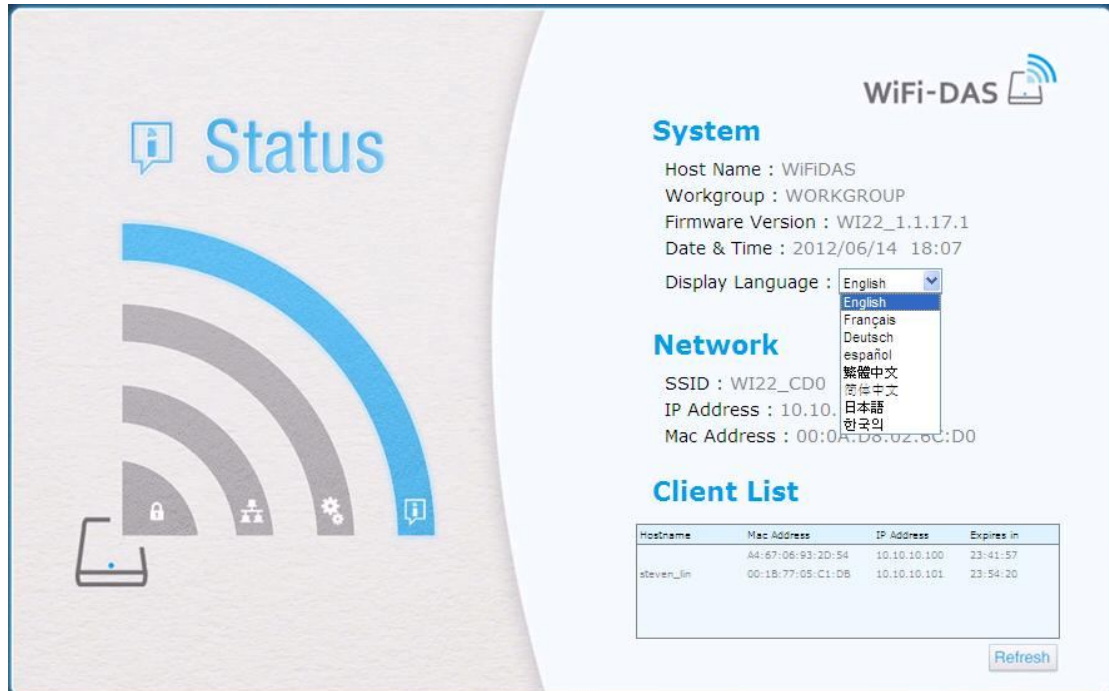 WiFi-DAS
Status
System
Host Name : WiFiDAS
Workgroup : WORKGROUP
Firmware Version : WI22_1.1.17.1
Date & Time : 2012/06/14 18:07
Display Language : English
English
Français
Deutsch
español
繁體中文
简体中文
日本語
한국의
Network
SSID : WI22_CD0
IP Address : 10.10.
Mac Address : 00:0A:D8:02:6C:D0
Client List
Hostname Mac Address IP Address Expires in
A4:67:06:93:2D:54 10.10.10.100 23:41:57
steven_lin 00:1B:77:05:C1:DB 10.10.10.101 23:54:20
Refresh